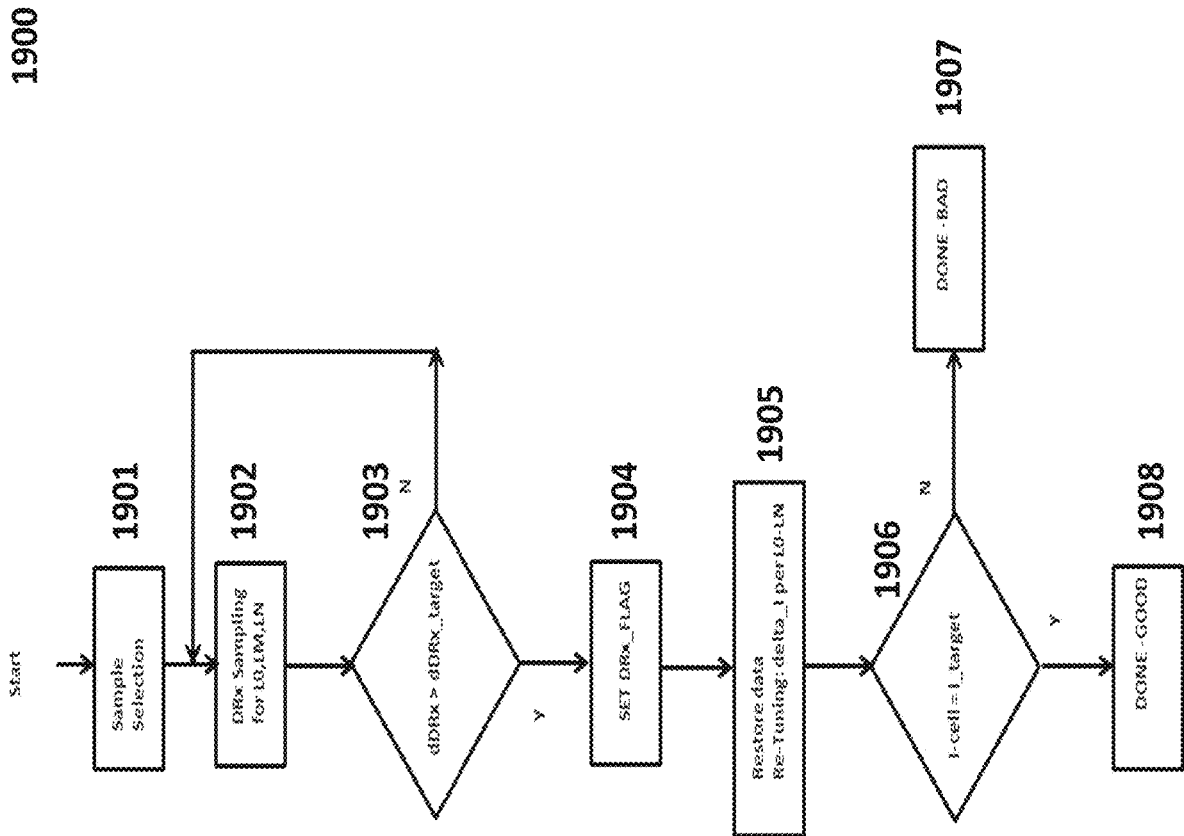 1900
Start
Sample
Selection
1901
DRx Sampling
for L0,LM,LN
1902
dDRx > dDRx_target
1903
N
Y
SET DRx_FLAG
1904
Restore data
Re-Tuning: delta_I per L0-LN
1905
I-cell = I_target
1906
N
DONE -BAD
1907
Y
DONE -GOOD
1908